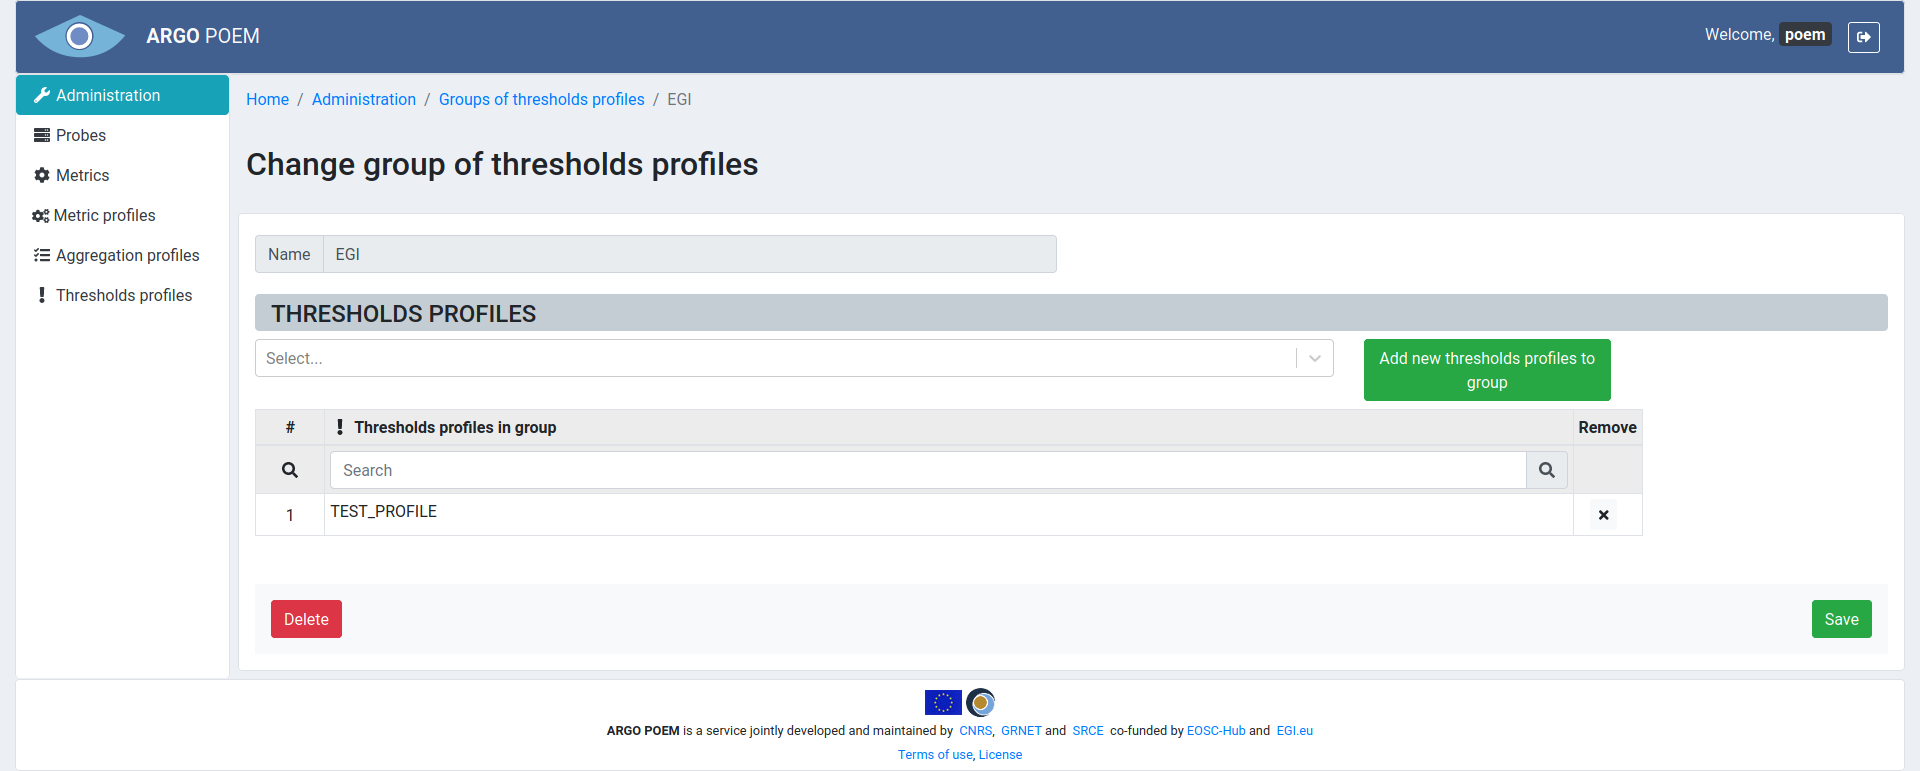 ARGO POEM
Welcome, poem
Administration
Probes
Metrics
Metric profiles
Aggregation profiles
Thresholds profiles
Home / Administration / Groups of thresholds profiles / EGI
Change group of thresholds profiles
Name EGI
THRESHOLDS PROFILES
Select...
Add new thresholds profiles to
group
# Thresholds profiles in group Remove
Search
1 TEST_PROFILE
Delete
Save
ARGO POEM is a service jointly developed and maintained by CNRS, GRNET and SRCE co-funded by EOSC-Hub and EGI.eu
Terms of use, License